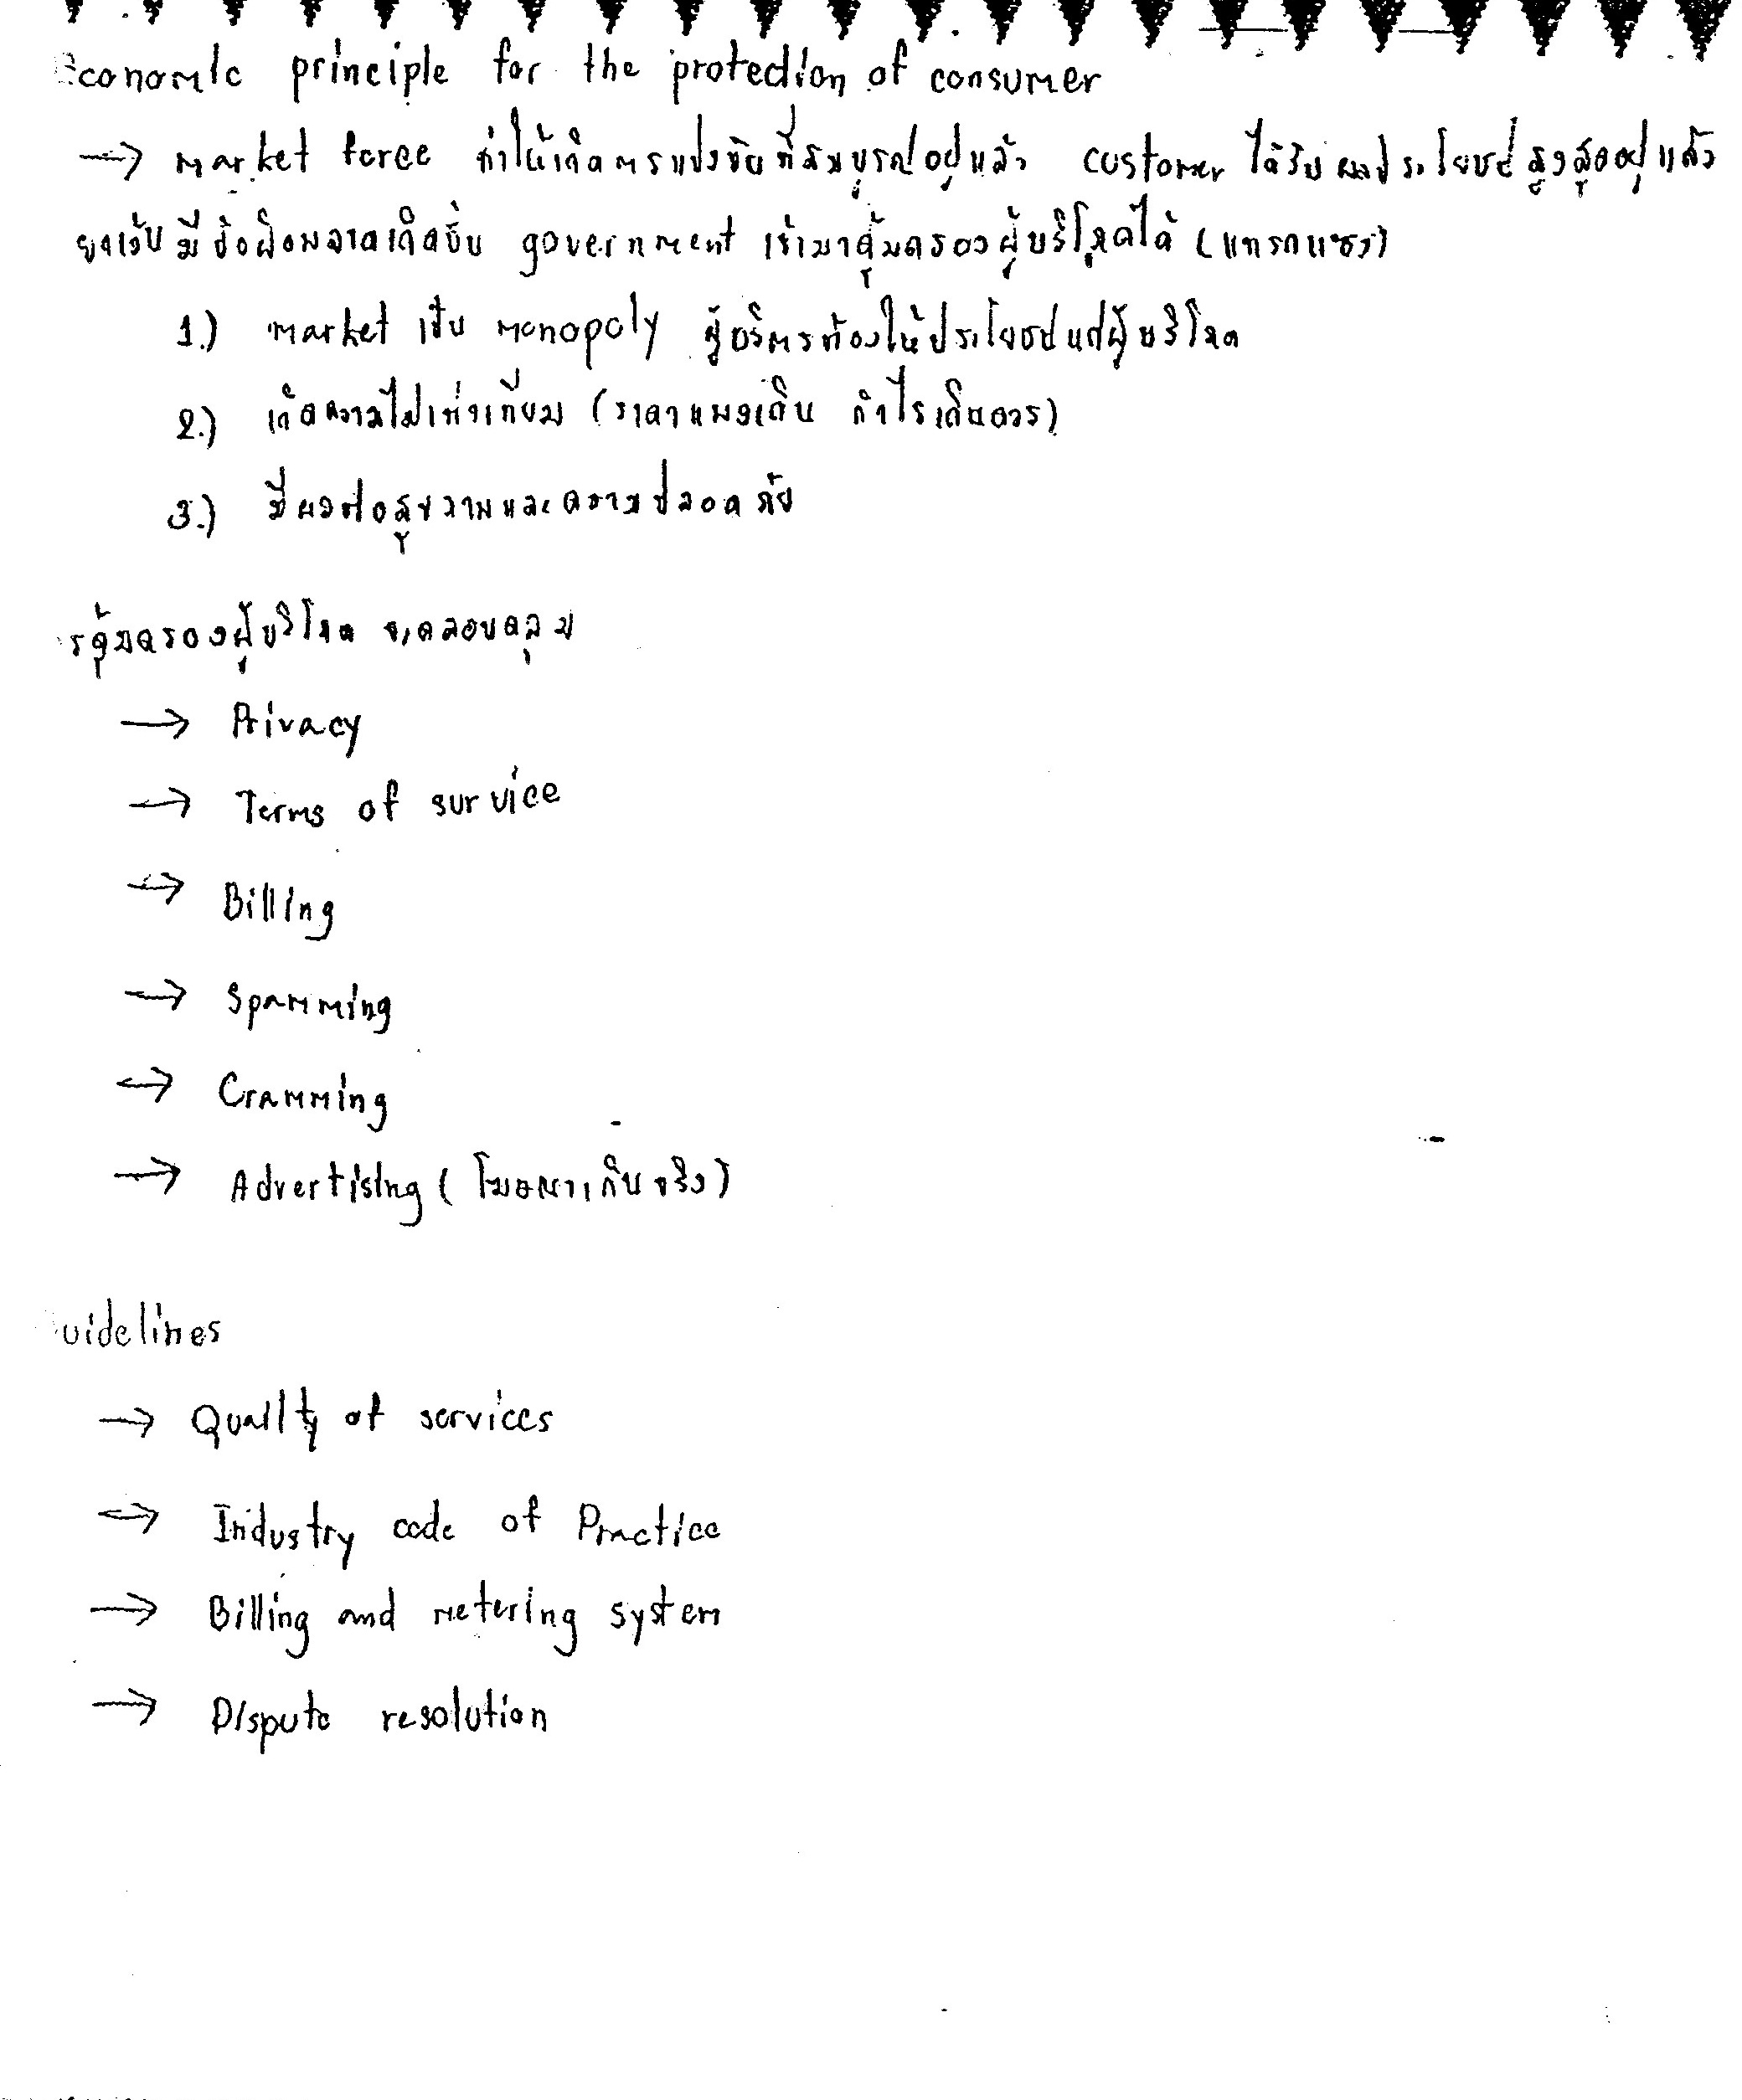 Economic principle for the protection of consumer
→ market force ทำให้เกิดการแข่งขันที่สมบูรณ์อยู่แล้ว customer ได้รับผลประโยชน์สูงสุดอยู่แล้ว
ยกเว้นมีข้อผิดพลาดเกิดขึ้น government เข้ามาคุ้มครองผู้บริโภคได้ (แทรกแซง)
1.) market เป็น monopoly ต้องให้ประโยชน์แก่ผู้บริโภค
2.) เกิดความไม่เท่าเทียม (ราคาแพงเกิน กำไรเกินควร)
3.) มีผลต่อสุขภาพและความปลอดภัย
รคุ้มครองผู้บริโภค จะครอบคลุม
→ Privacy
→ Terms of survice
→ Billing
→ Spamming
→ Cramming
→ Advertising (โฆษณาเกินจริง)
uidelines
→ Quality of services
→ Industry code of Practice
→ Billing and metering system
→ Dispute resolution